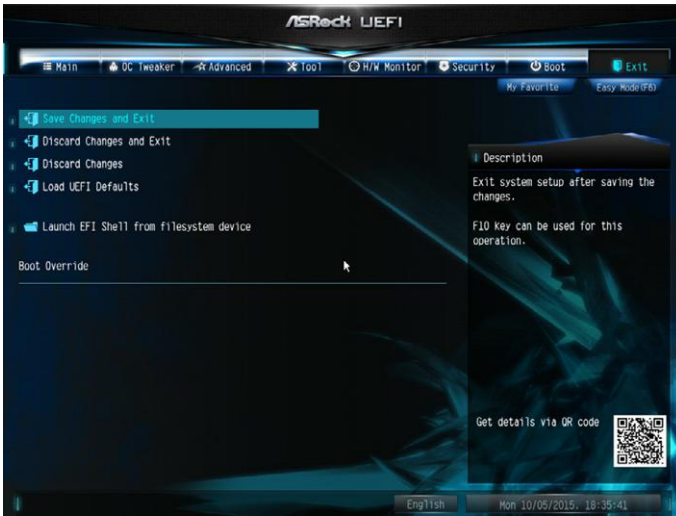 ASRock UEFI
Main OC Tweaker Advanced Tool H/W Monitor Security Boot Exit
My Favorite Easy Mode(F6)
Save Changes and Exit
Discard Changes and Exit
Discard Changes
Load UEFI Defaults
Launch EFI Shell from filesystem device
Boot Override
Description
Exit system setup after saving the
changes.
F10 Key can be used for this
operation.
Get details via QR code
English Mon 10/05/2015. 18:35:41